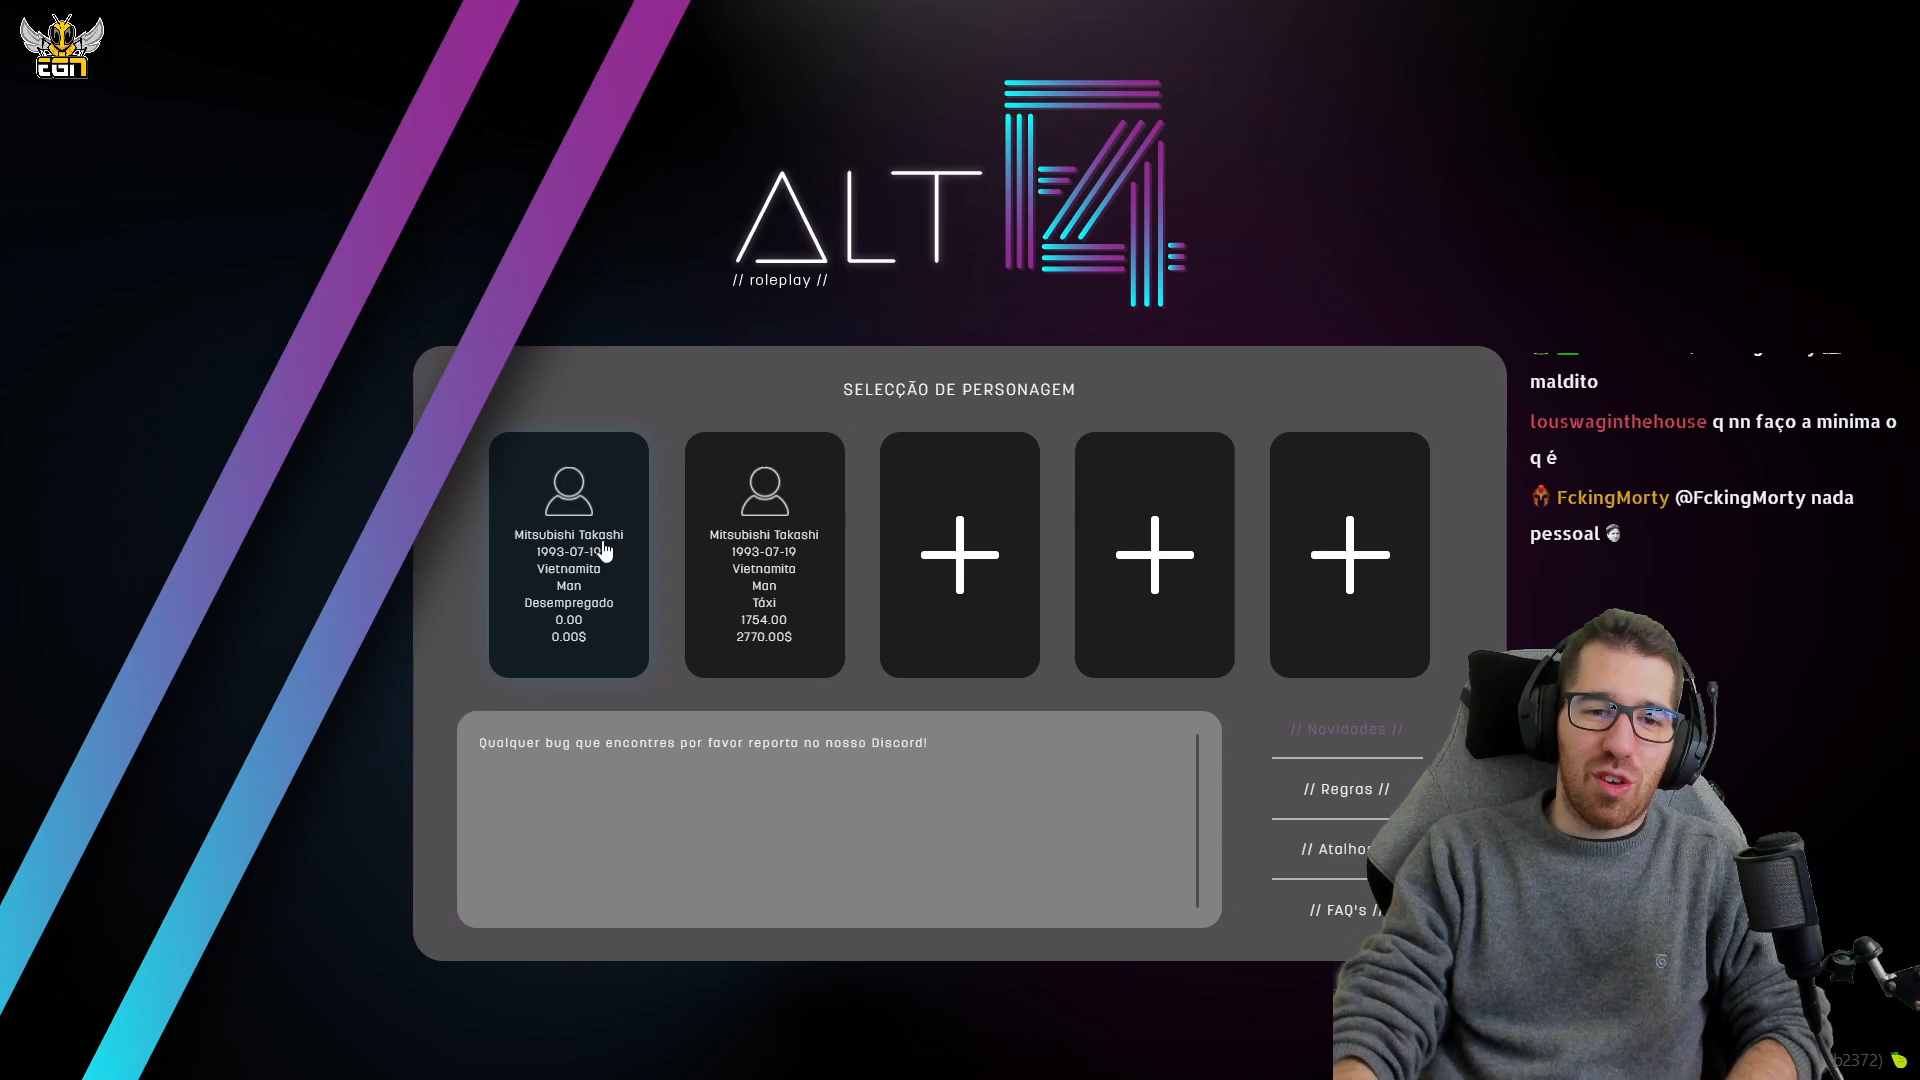 CGN
ALT
F4
// roleplay //
SELECÇÃO DE PERSONAGEM
Mitsubishi Takashi
1993-07-19
Vietnamita
Man
Desempregado
0.00
0.00$
Mitsubishi Takashi
1993-07-19
Vietnamita
Man
Táxi
1754.00
2770.00$
Qualquer bug que encontres por favor reporta no nosso Discord!
// Novidades //
// Regras //
// Atalhos
// FAQ's //
maldito
louswaginthehouse q nn faço a minima o
q é
FckingMorty @FckingMorty nada
pessoal
b2372)